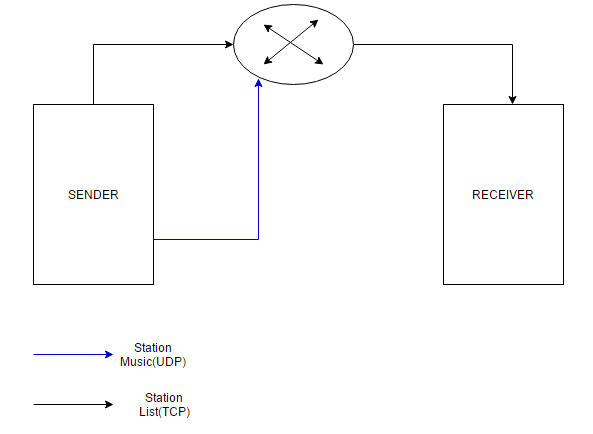 SENDER
RECEIVER
Station
Music(UDP)
Station
List(TCP)